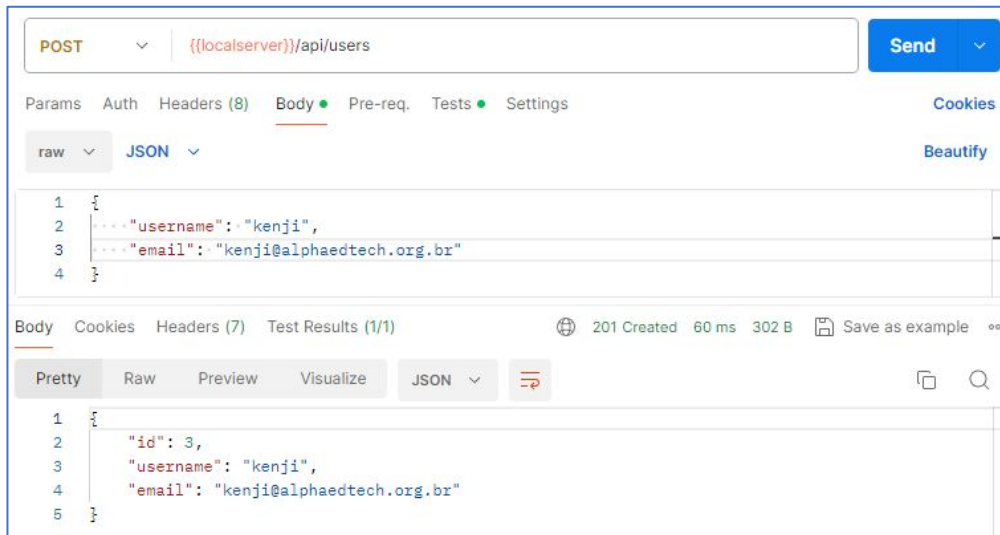 POST {{localserver}}/api/users Send
Params Auth Headers (8) Body Pre-req. Tests Settings Cookies
raw JSON Beautify
1 {
2 ····"username":·"kenji",
3 ····"email":·"kenji@alphaedtech.org.br"
4 }
Body Cookies Headers (7) Test Results (1/1) 201 Created 60 ms 302 B Save as example
Pretty Raw Preview Visualize JSON
1 {
2 "id": 3,
3 "username": "kenji",
4 "email": "kenji@alphaedtech.org.br"
5 }